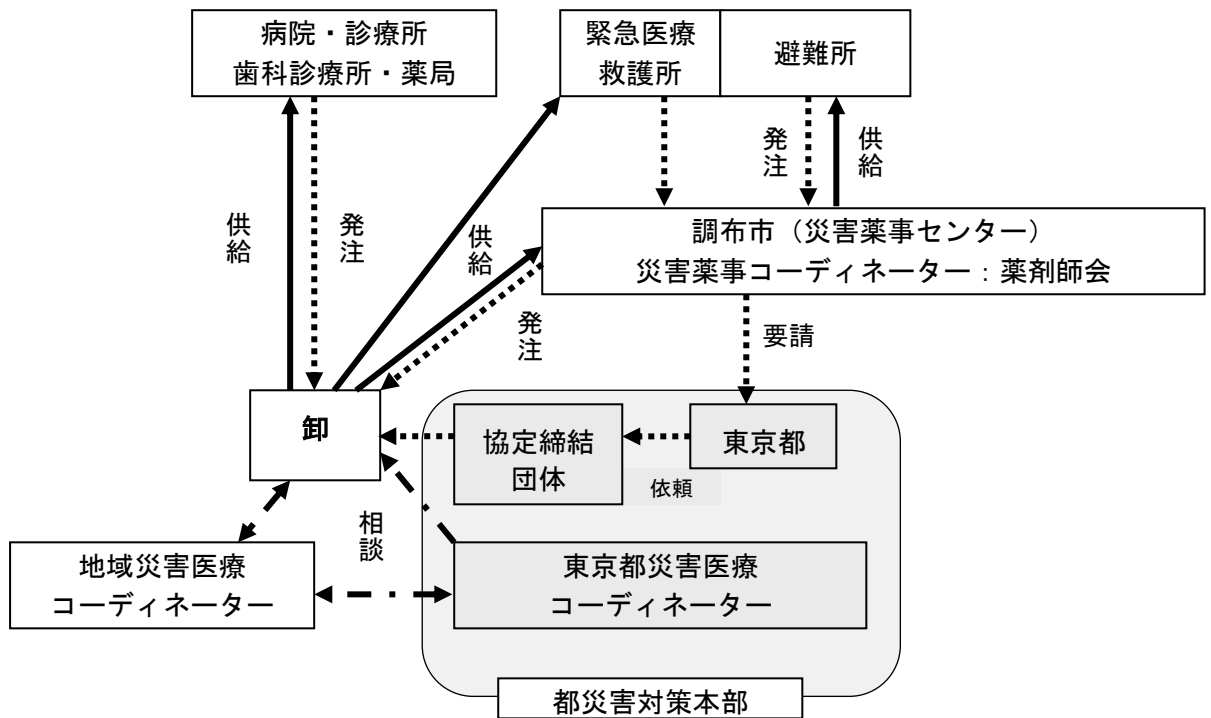 病院・診療所
歯科診療所・薬局
緊急医療
救護所
避難所
発注
供給
供給
発注
供給
調布市（災害薬事センター）
災害薬事コーディネーター：薬剤師会
発注
要請
卸
協定締結
団体
東京都
依頼
相談
地域災害医療
コーディネーター
東京都災害医療
コーディネーター
都災害対策本部